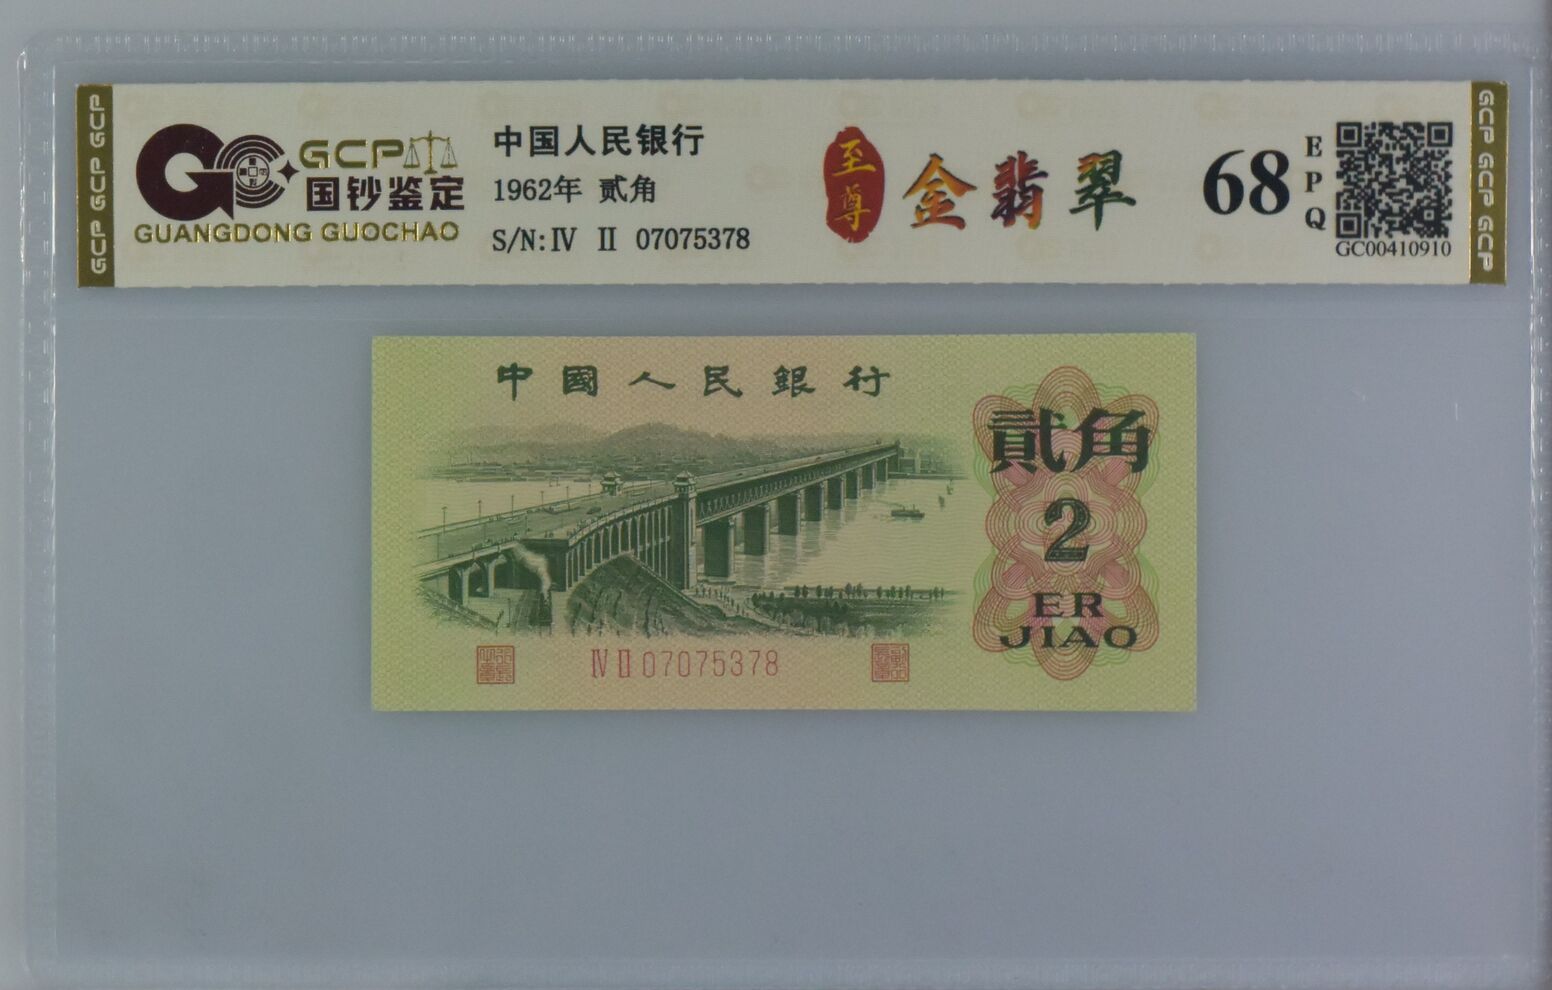 GCP GCP GCP
GCP
国钞鉴定
GUANGDONG GUOCHAO
中国人民银行
1962年 贰角
S/N:Ⅳ Ⅱ 07075378
至尊
金翡翠
68
EPQ
GC00410910
GCP GCP GCP
中國人民銀行
貳角
2
ER
JIAO
Ⅳ Ⅱ 07075378